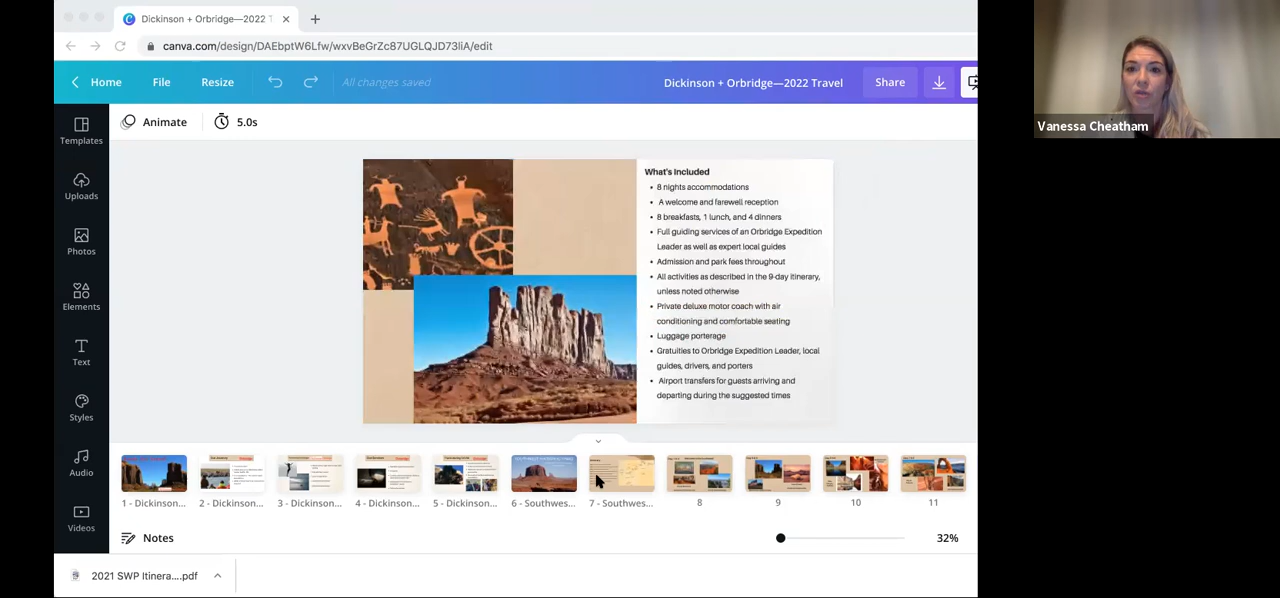 Dickinson + Orbridge—2022 T
canva.com/design/DAEbptW6Lfw/wxvBeGrZc87UGLQJD73liA/edit
Home
File
Resize
All changes saved
Dickinson + Orbridge—2022 Travel
Share
Animate
5.0s
Templates
Uploads
Photos
Elements
Text
Styles
Audio
Videos
What's Included
• 8 nights accommodations
• A welcome and farewell reception
• 8 breakfasts, 1 lunch, and 4 dinners
• Full guiding services of an Orbridge Expedition
Leader as well as expert local guides
• Admission and park fees throughout
• All activities as described in the 9-day itinerary,
unless noted otherwise
• Private deluxe motor coach with air
conditioning and comfortable seating
• Luggage porterage
• Gratuities to Orbridge Expedition Leader, local
guides, drivers, and porters
• Airport transfers for guests arriving and
departing during the suggested times
1 - Dickinson...
2 - Dickinson...
3 - Dickinson...
4 - Dickinson...
5 - Dickinson...
6 - Southwes...
7 - Southwes...
8
9
10
11
Notes
32%
2021 SWP Itinera....pdf
Vanessa Cheatham